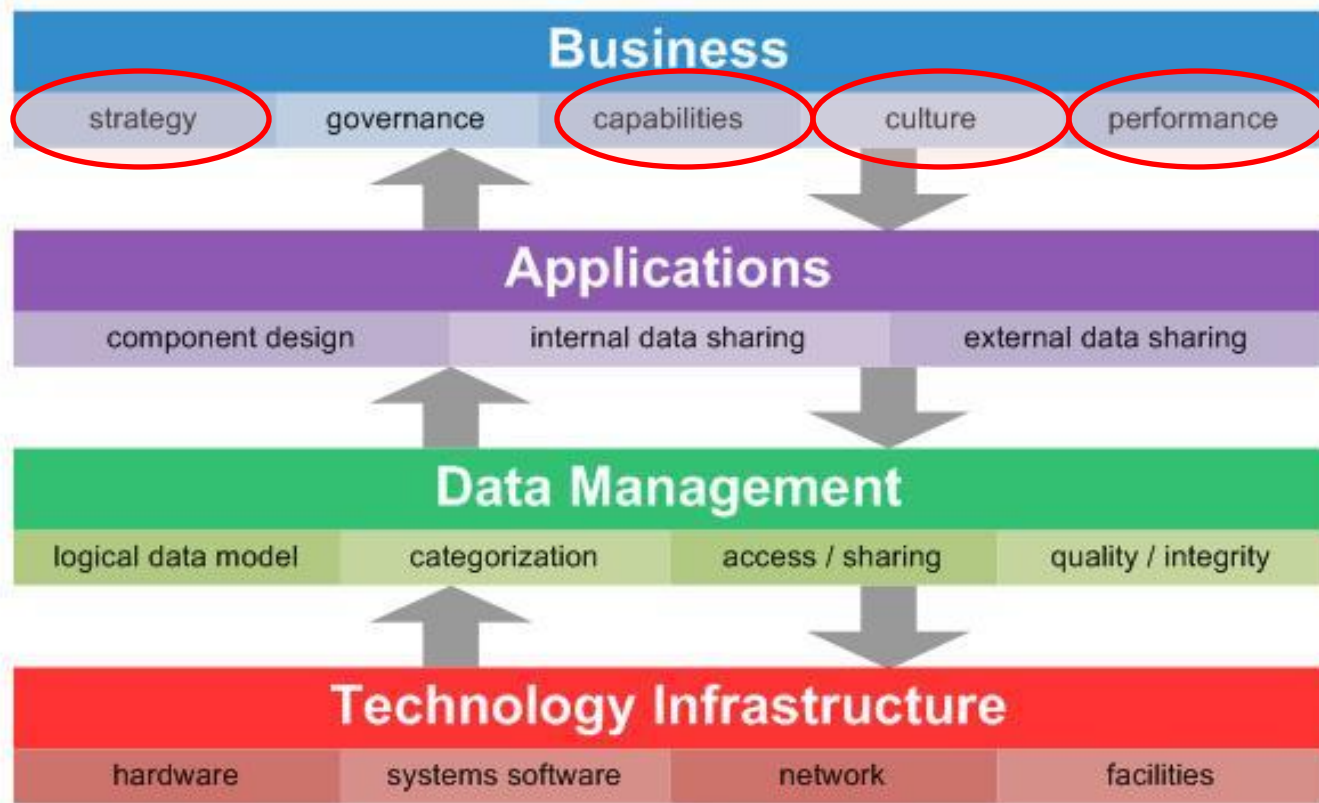 Business
strategy governance capabilities culture performance
Applications
component design internal data sharing external data sharing
Data Management
logical data model categorization access / sharing quality / integrity
Technology Infrastructure
hardware systems software network facilities